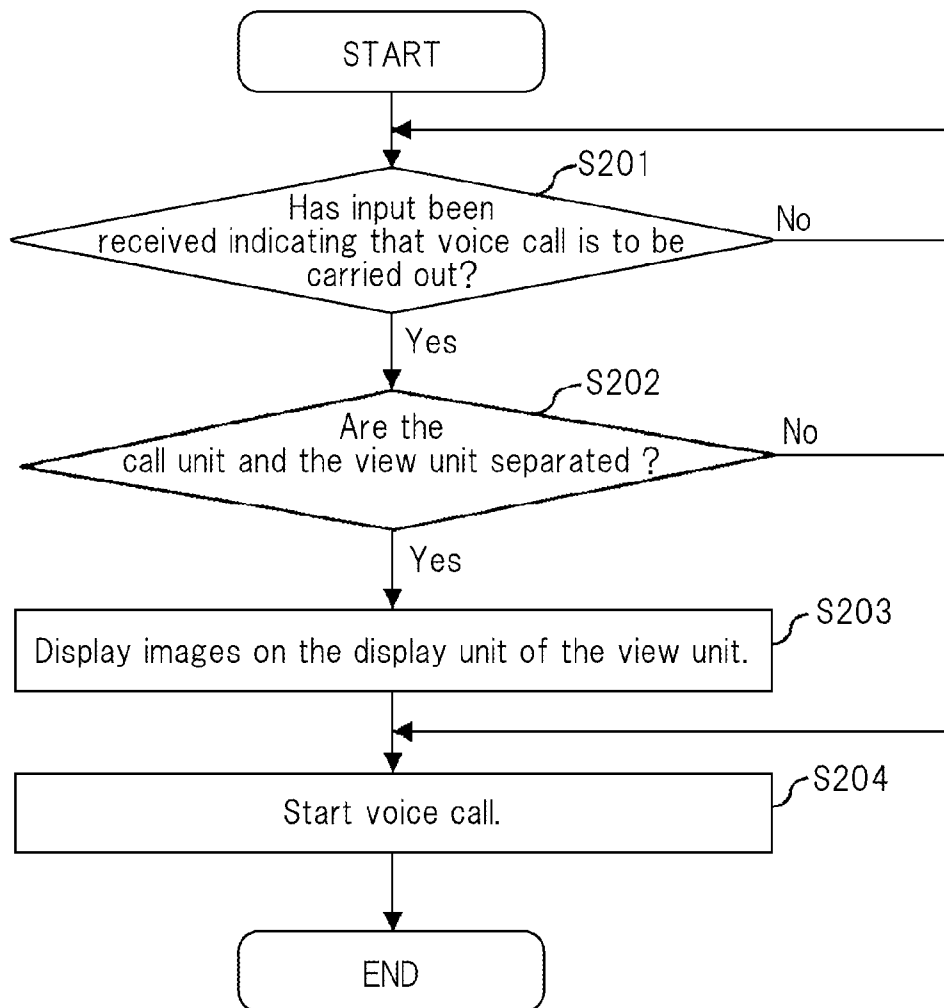 START
S201
Has input been
received indicating that voice call is to be
carried out?
No
Yes
S202
Are the
call unit and the view unit separated ?
No
Yes
S203
Display images on the display unit of the view unit.
S204
Start voice call.
END